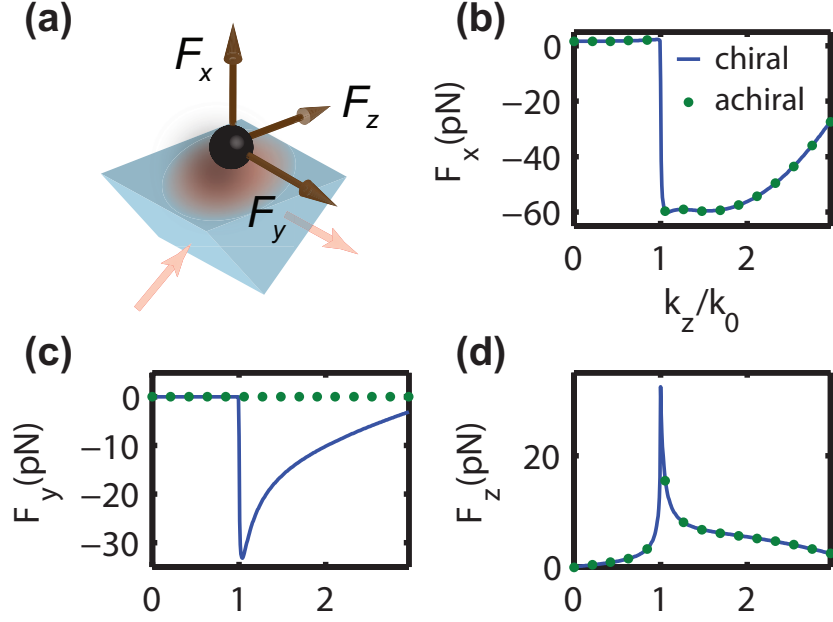 (a)
F_x
F_z
F_y
(b)
F_x(pN)
0
−20
−40
−60
chiral
achiral
0 1 2
k_z/k_0
(c)
F_y(pN)
0
−10
−20
−30
0 1 2
(d)
F_z(pN)
20
0
0 1 2